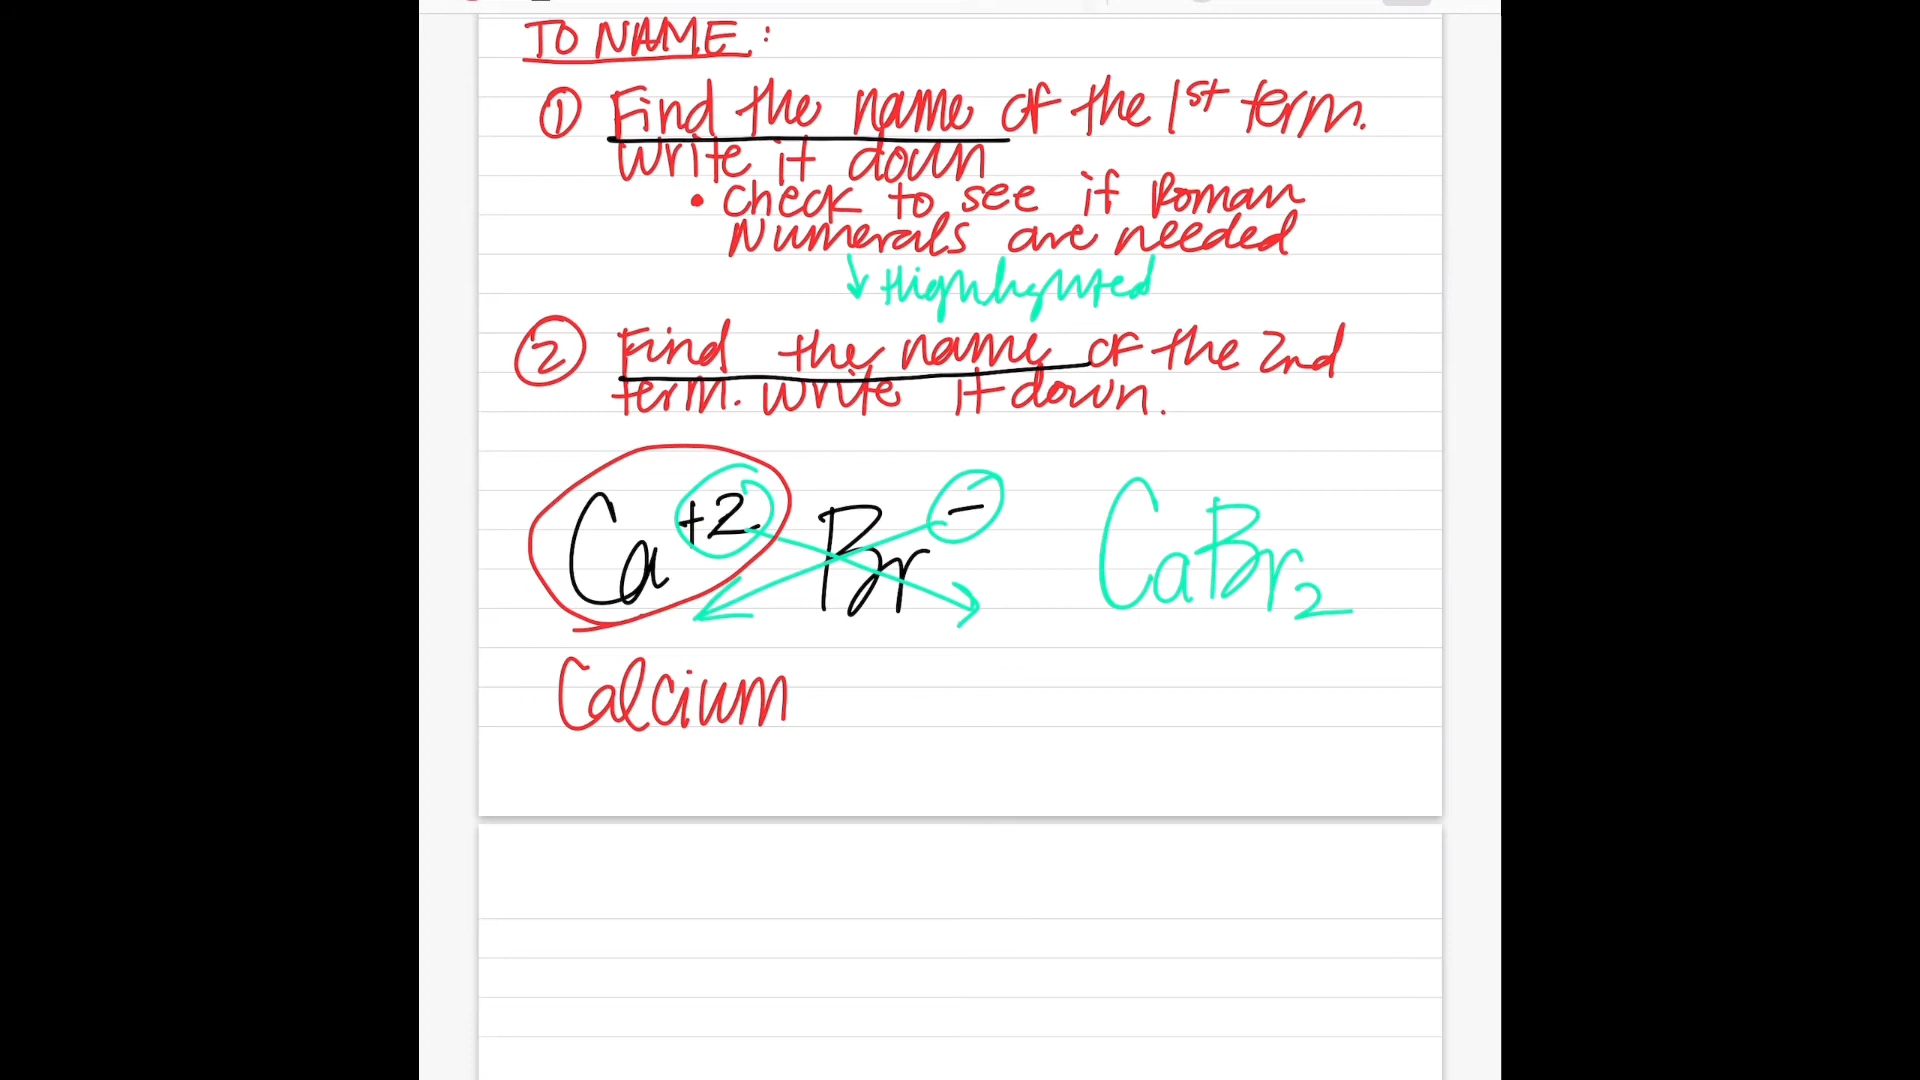 TO NAME:
① Find the name of the 1st term.
Write it down
• Check to see if Roman
Numerals are needed
↓ Highlighted
② Find the name of the 2nd
term. Write it down.
Ca+2 Br- CaBr2
Calcium